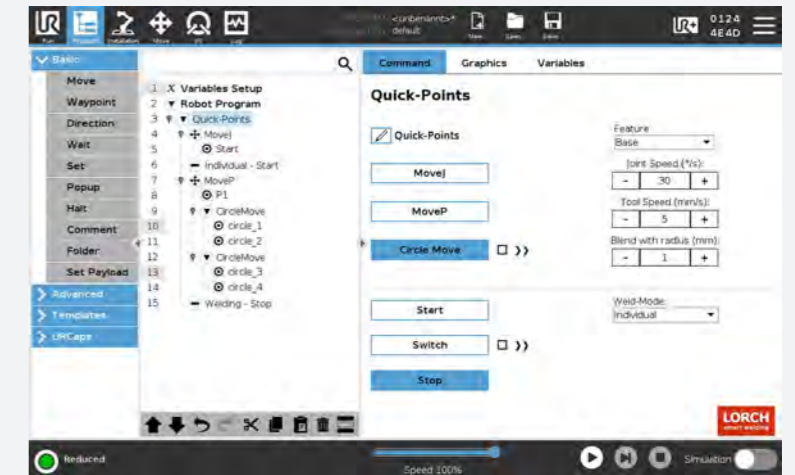 UR
<unbenannt>*
default
New...
Open...
Save...
UR+
0124
4E4D
Run
Program
Installation
Move
I/O
Log
Basic
Move
Waypoint
Direction
Wait
Set
Popup
Halt
Comment
Folder
Set Payload
Advanced
Templates
URCaps
1 X Variables Setup
2 Robot Program
3 Quick-Points
4 MoveJ
5 Start
6 Individual - Start
7 MoveP
8 P1
9 CircleMove
10 circle_1
11 circle_2
12 CircleMove
13 circle_3
14 circle_4
15 Welding - Stop
Command Graphics Variables
Quick-Points
Quick-Points
MoveJ
MoveP
Circle Move
Start
Switch
Stop
Feature
Base
Joint Speed (°/s):
- 30 +
Tool Speed (mm/s):
- 5 +
Blend with radius (mm):
- 1 +
Weld-Mode:
Individual
LORCH
smart welding
Reduced
Speed 100%
Simulation